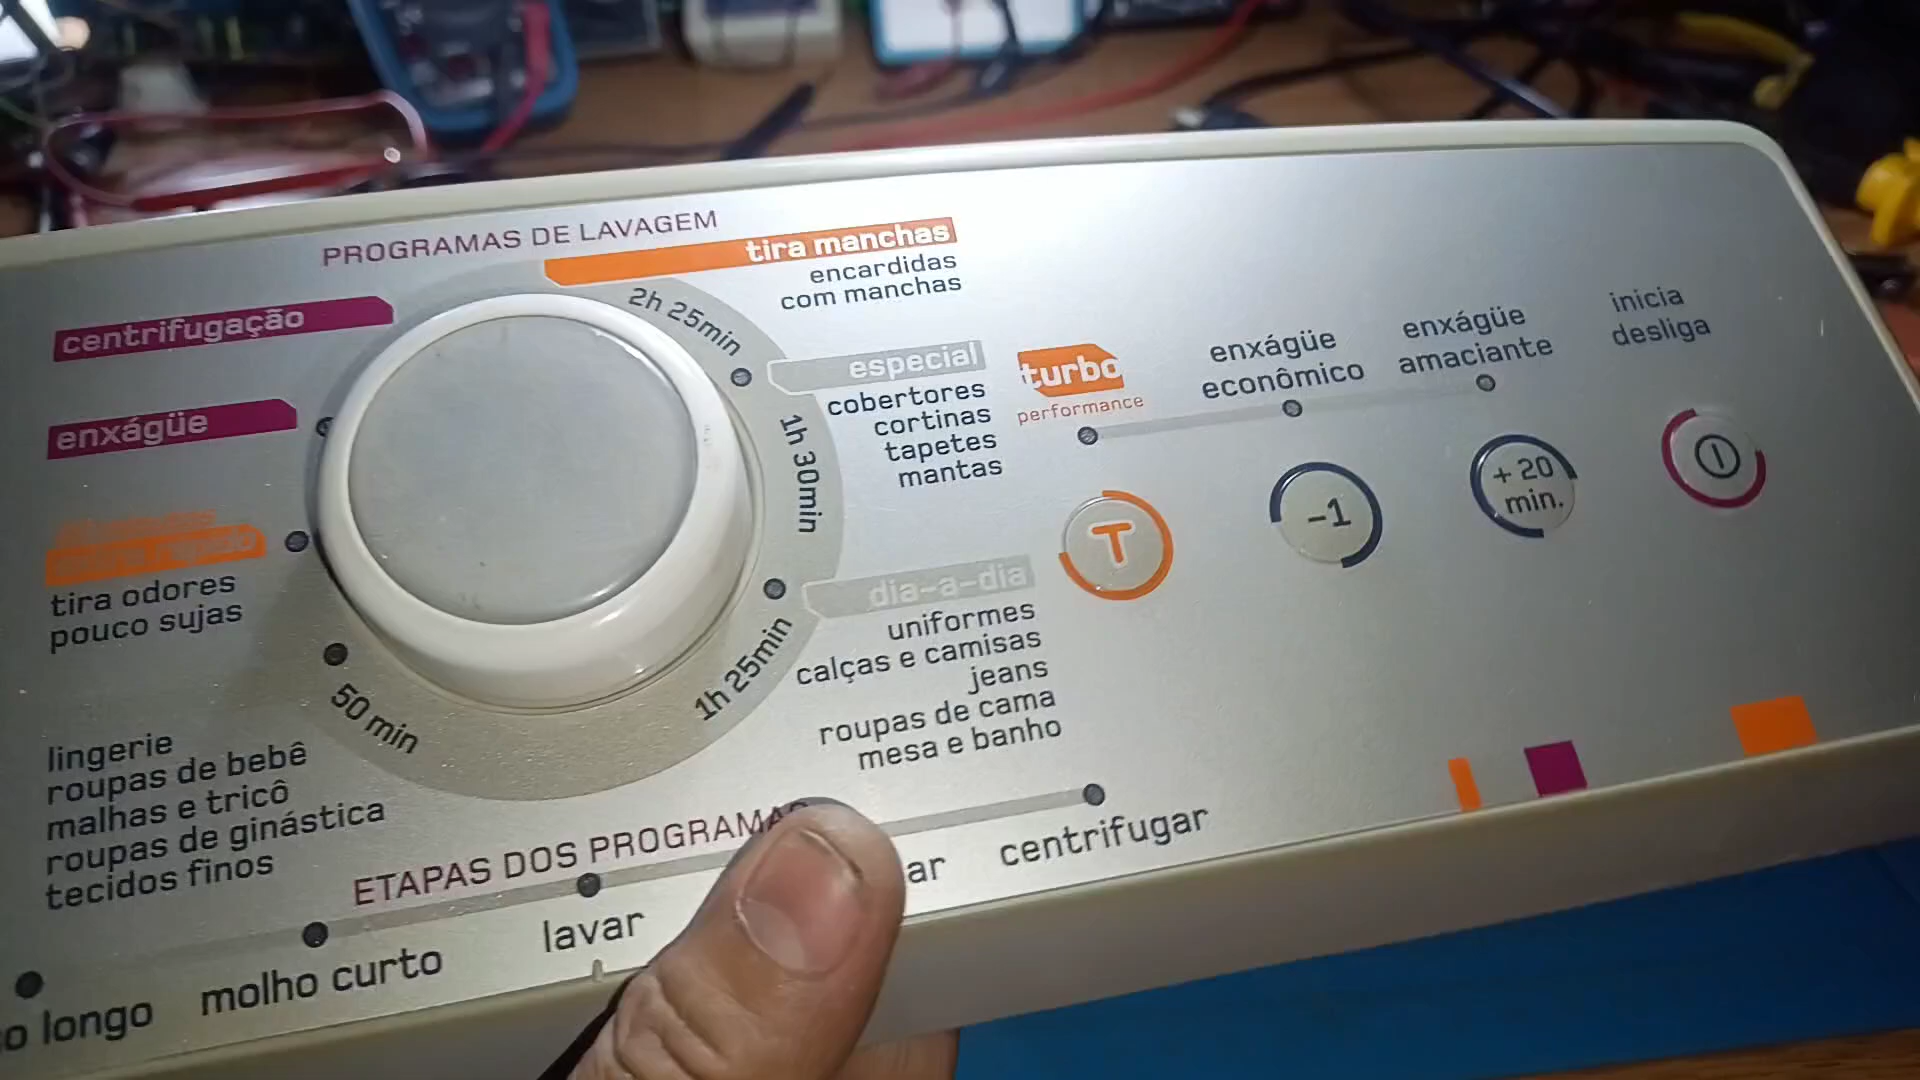 PROGRAMAS DE LAVAGEM
centrifugação
enxágüe
tira odores
pouco sujas
50 min
lingerie
roupas de bebê
malhas e tricô
roupas de ginástica
tecidos finos
tira manchas
encardidas
com manchas
2h 25min
especial
cobertores
cortinas
tapetes
mantas
1h 30min
dia-a-dia
uniformes
calças e camisas
jeans
roupas de cama
mesa e banho
1h 25min
turbo
performance
T
enxágüe
econômico
-1
enxágüe
amaciante
+ 20
min.
inicia
desliga
ETAPAS DOS PROGRAMAS
longo
molho curto
lavar
centrifugar